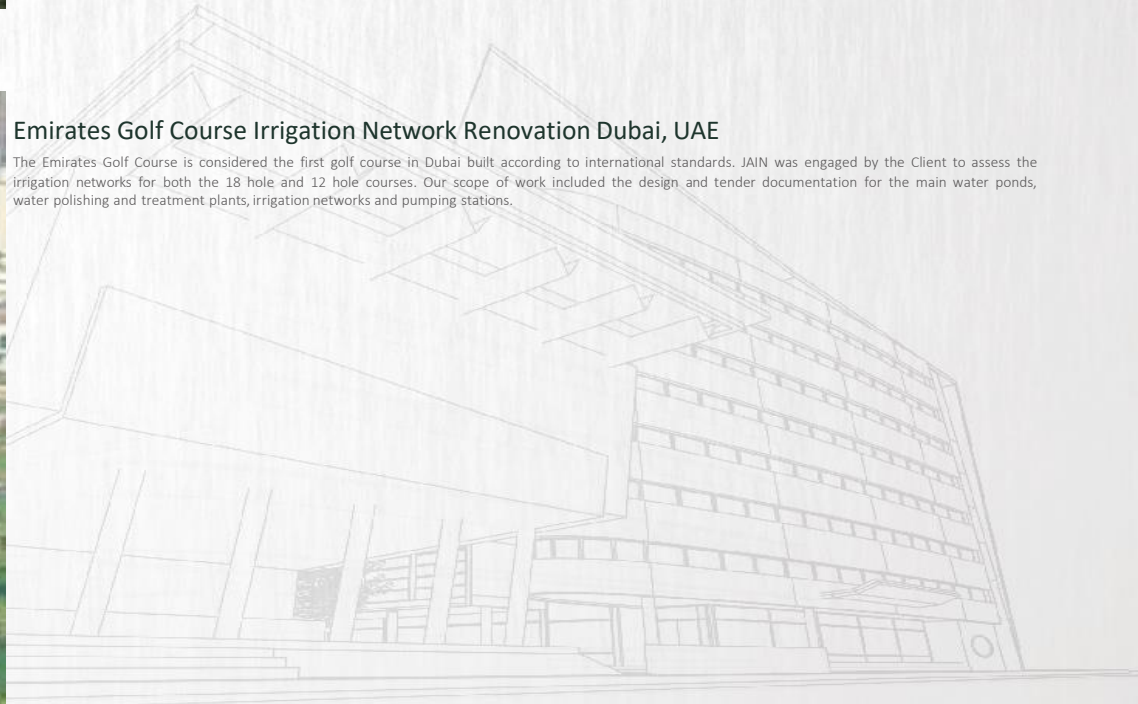 Emirates Golf Course Irrigation Network Renovation Dubai, UAE
The Emirates Golf Course is considered the first golf course in Dubai built according to international standards. JAIN was engaged by the Client to assess the
irrigation networks for both the 18 hole and 12 hole courses. Our scope of work included the design and tender documentation for the main water ponds,
water polishing and treatment plants, irrigation networks and pumping stations.